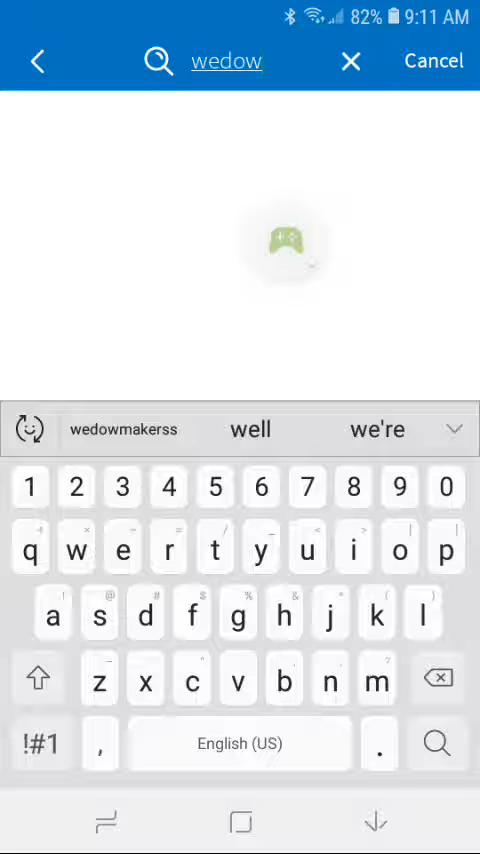 82% 9:11 AM
wedow Cancel
wedowmakerss well we're
1 2 3 4 5 6 7 8 9 0
q w e r t y u i o p
a s d f g h j k l
z x c v b n m
!#1 , English (US) .